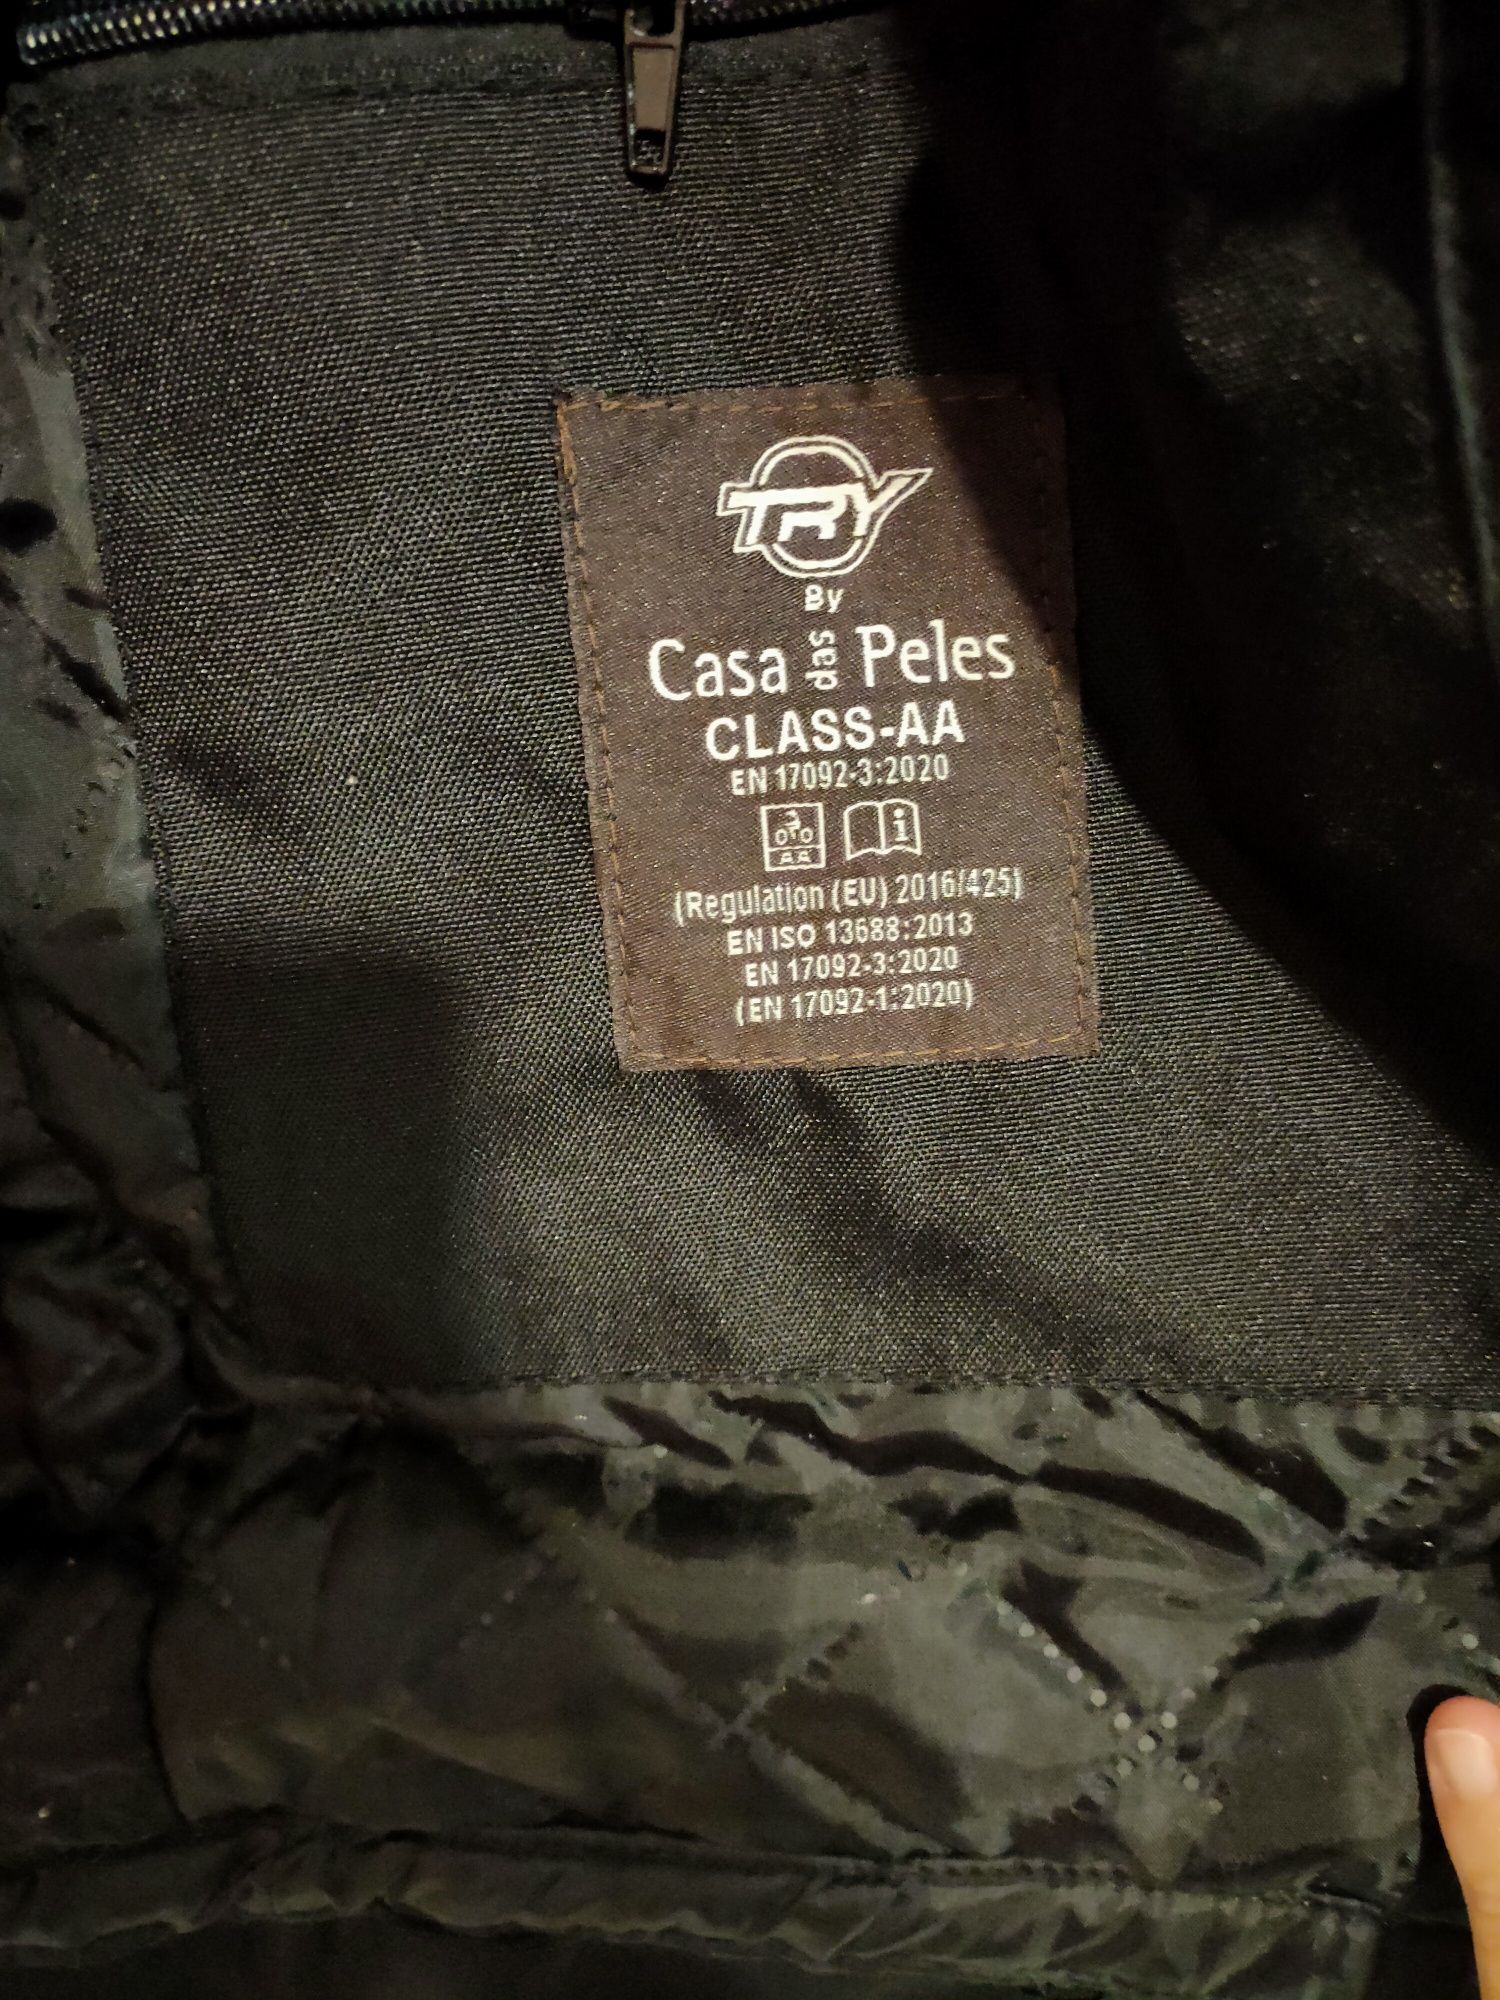 TRY
By
Casa das Peles
CLASS-AA
EN 17092-3:2020
AA
(Regulation (EU) 2016/425)
EN ISO 13688:2013
EN 17092-3:2020
(EN 17092-1:2020)